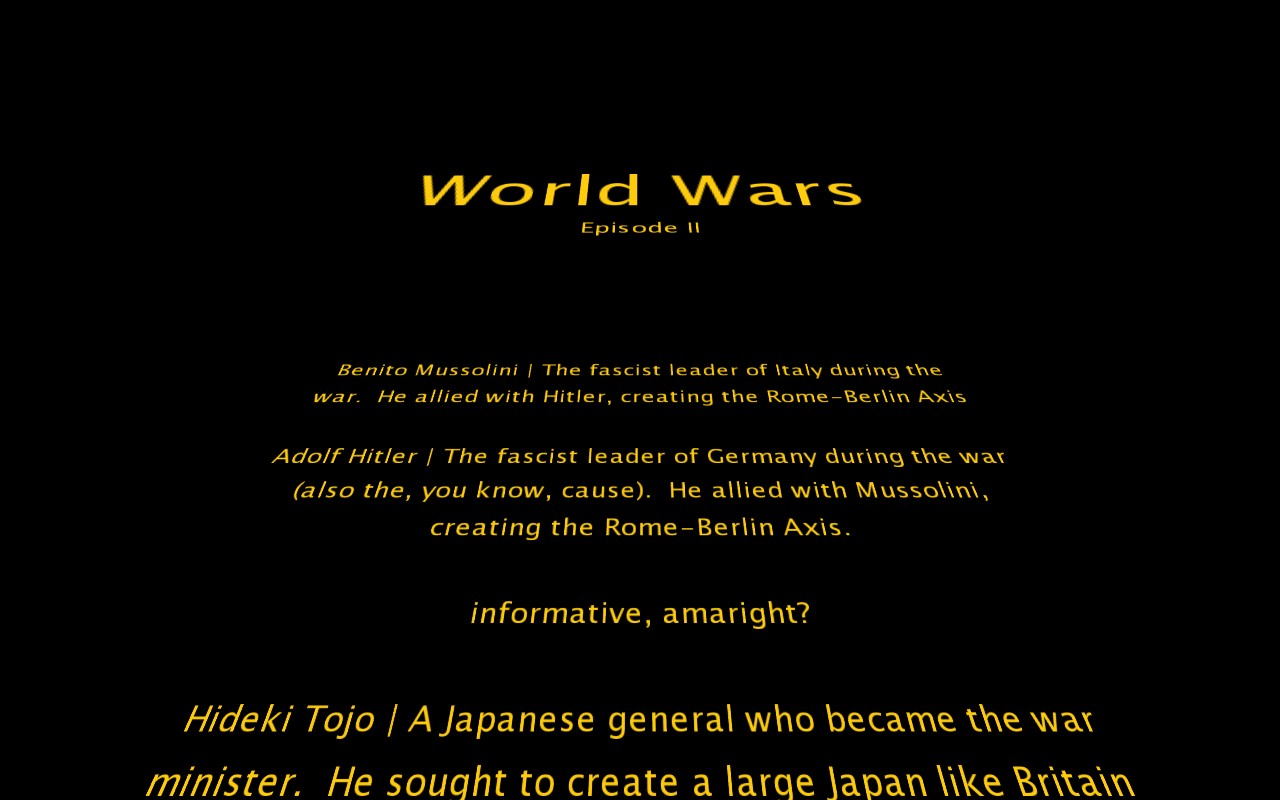 World Wars
Episode II
Benito Mussolini | The fascist leader of Italy during the
war.  He allied with Hitler, creating the Rome-Berlin Axis
Adolf Hitler | The fascist leader of Germany during the war
(also the, you know, cause).  He allied with Mussolini,
creating the Rome-Berlin Axis.
informative, amaright?
Hideki Tojo | A Japanese general who became the war
minister.  He sought to create a large Japan like Britain